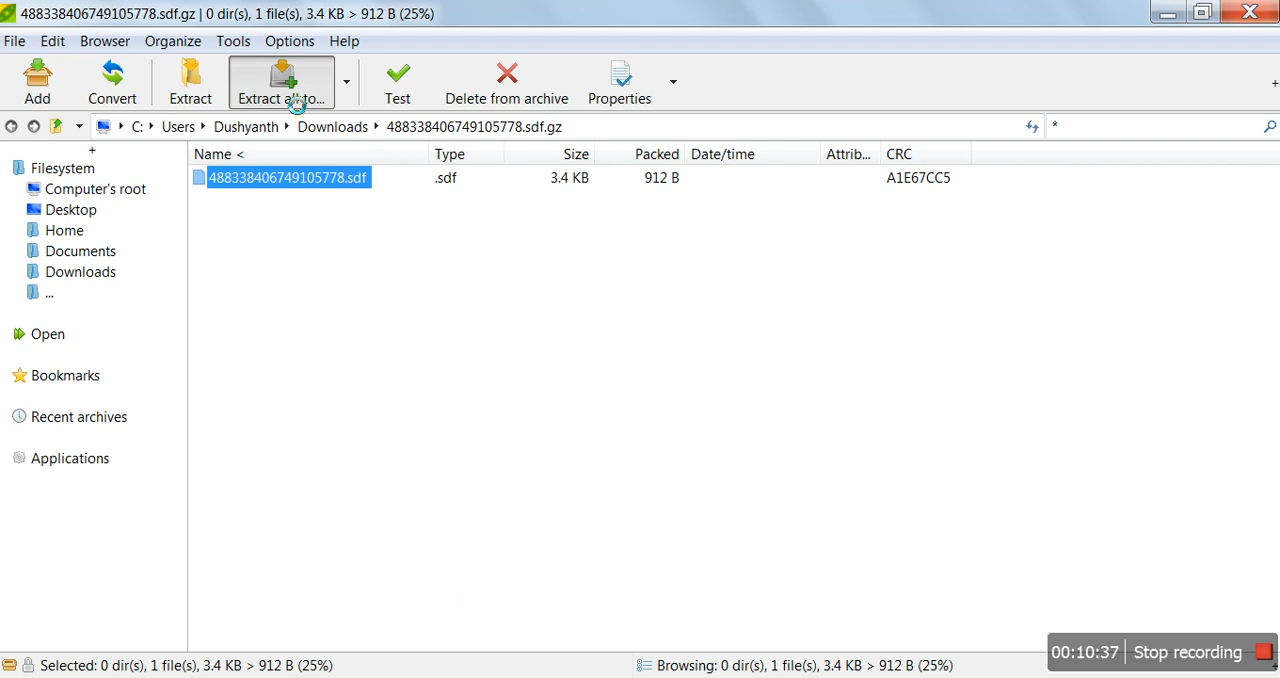 488338406749105778.sdf.gz | 0 dir(s), 1 file(s), 3.4 KB > 912 B (25%)
File Edit Browser Organize Tools Options Help
Add Convert Extract Extract all to... Test Delete from archive Properties +
C: Users Dushyanth Downloads 488338406749105778.sdf.gz *
+
Name < Type Size Packed Date/time Attrib... CRC
488338406749105778.sdf .sdf 3.4 KB 912 B A1E67CC5
Filesystem
Computer's root
Desktop
Home
Documents
Downloads
...
Open
Bookmarks
Recent archives
Applications
00:10:37 Stop recording
Selected: 0 dir(s), 1 file(s), 3.4 KB > 912 B (25%) Browsing: 0 dir(s), 1 file(s), 3.4 KB > 912 B (25%) +